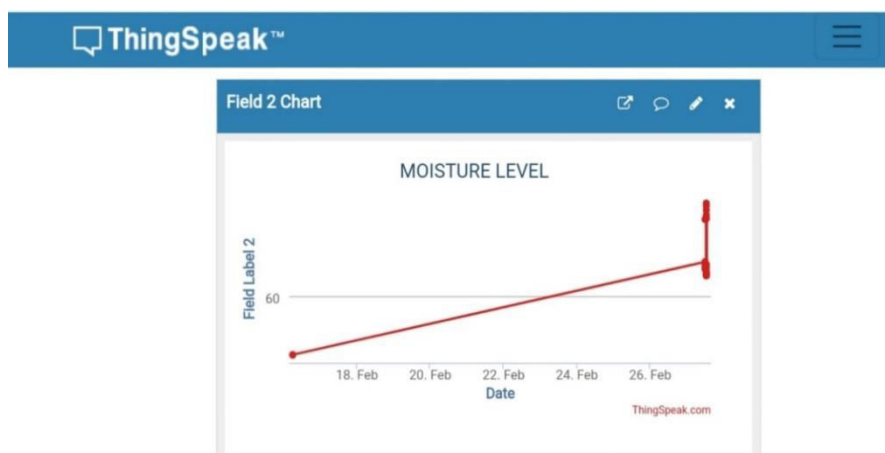 ThingSpeak™
Field 2 Chart
MOISTURE LEVEL
Field Label 2
60
18. Feb 20. Feb 22. Feb 24. Feb 26. Feb
Date
ThingSpeak.com